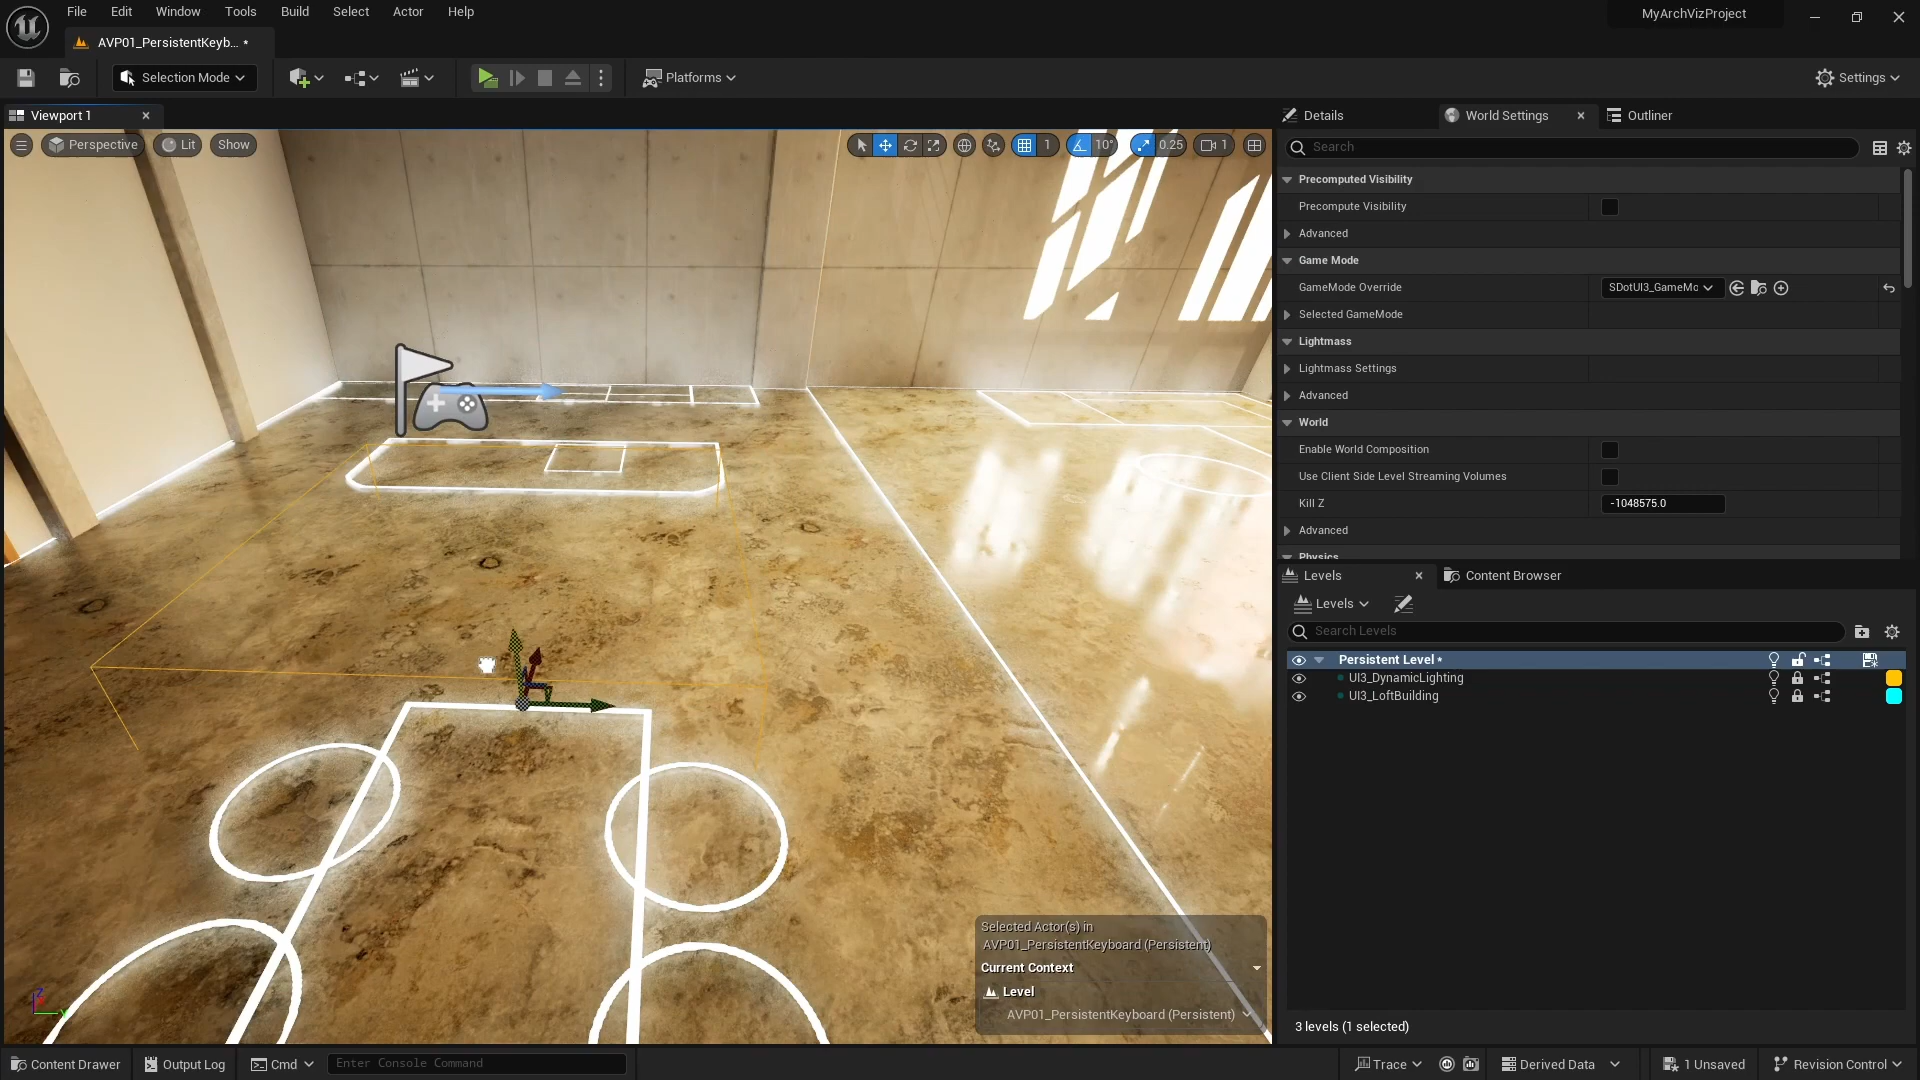 File Edit Window Tools Build Select Actor Help
MyArchVizProject
AVP01_PersistentKeyb... •
Selection Mode
Platforms
Settings
Viewport 1
Perspective
Lit
Show
1
10°
0.25
1
Details
World Settings
Outliner
Search
Precomputed Visibility
Precompute Visibility
Advanced
Game Mode
GameMode Override
SDotUI3_GameMo
Selected GameMode
Lightmass
Lightmass Settings
Advanced
World
Enable World Composition
Use Client Side Level Streaming Volumes
Kill Z
-1048575.0
Advanced
Physics
Levels
Content Browser
Levels
Search Levels
Persistent Level •
UI3_DynamicLighting
UI3_LoftBuilding
Selected Actor(s) in
AVP01_PersistentKeyboard (Persistent)
Current Context
Level
AVP01_PersistentKeyboard (Persistent)
3 levels (1 selected)
Content Drawer
Output Log
Cmd
Enter Console Command
Trace
Derived Data
1 Unsaved
Revision Control